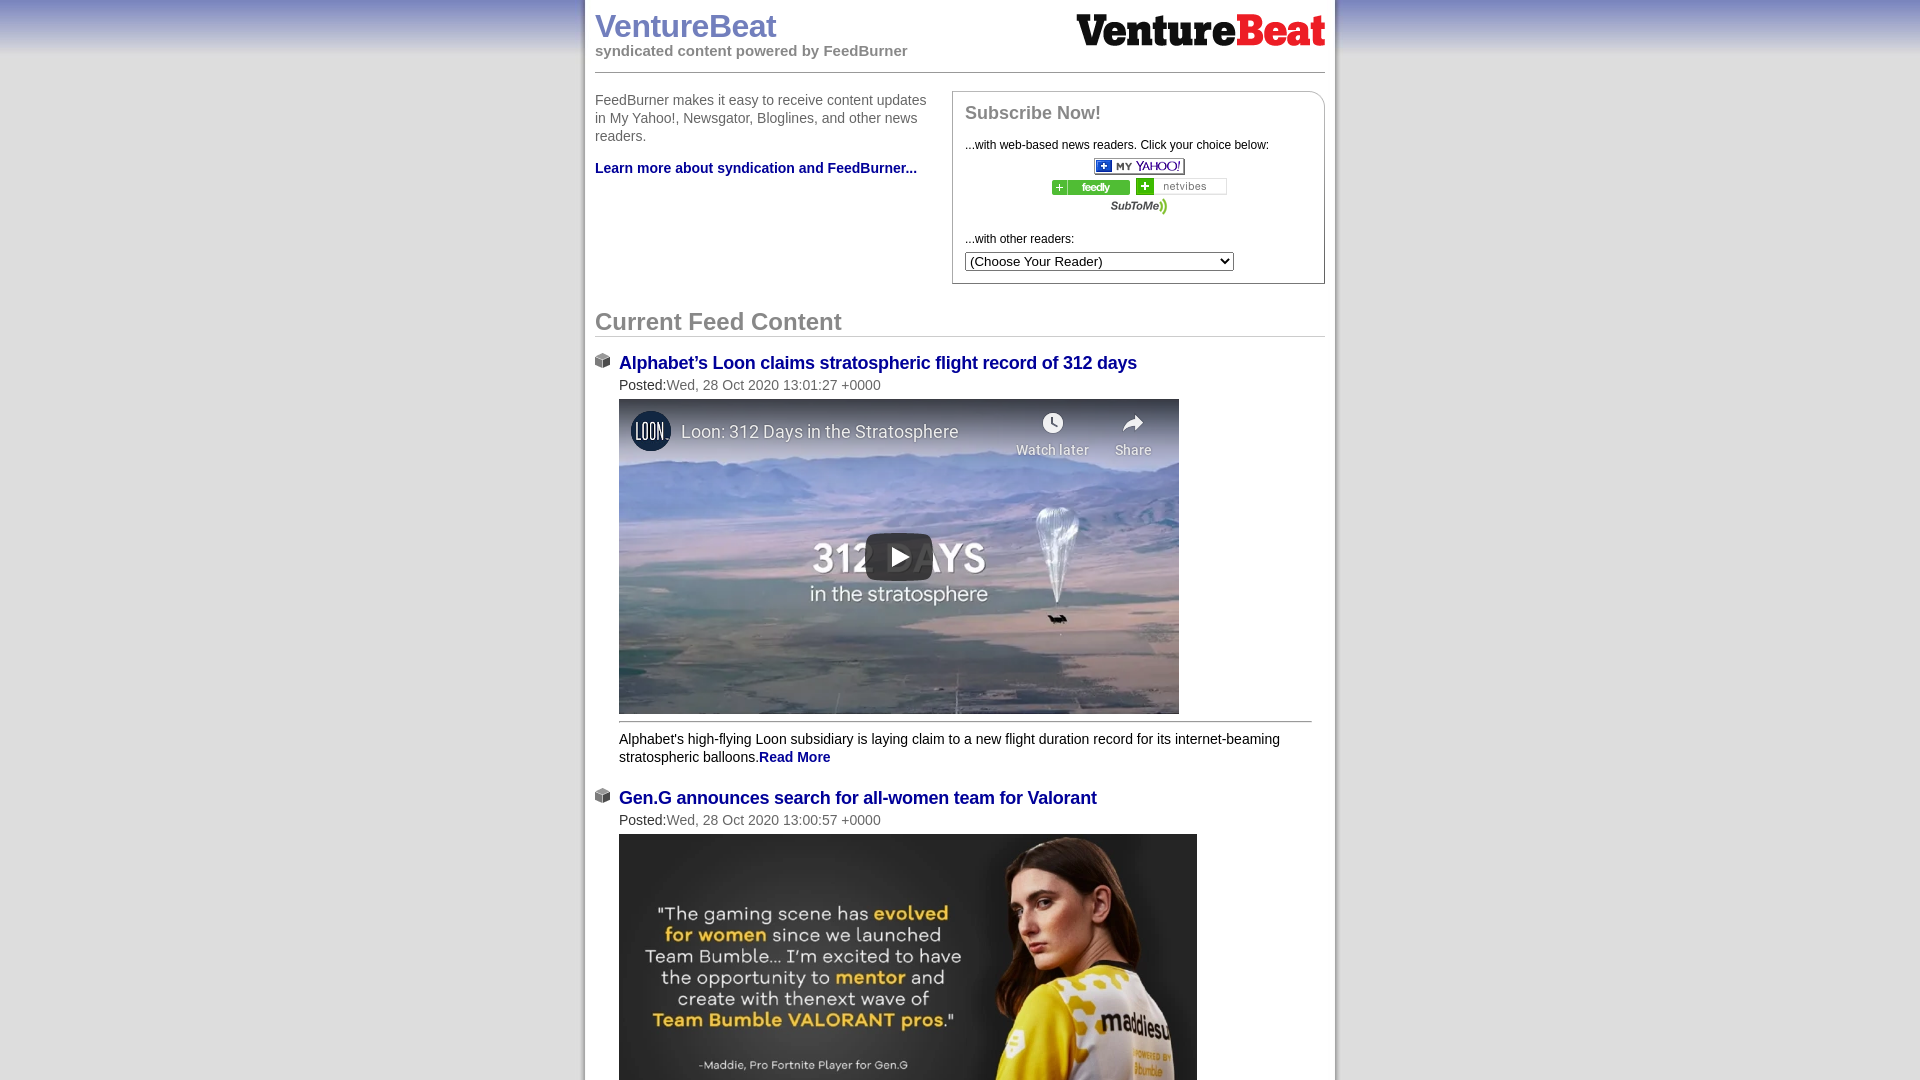 VentureBeat
syndicated content powered by FeedBurner
VentureBeat
FeedBurner makes it easy to receive content updates
in My Yahoo!, Newsgator, Bloglines, and other news
readers.
Learn more about syndication and FeedBurner...
Subscribe Now!
...with web-based news readers. Click your choice below:
MY YAHOO!
feedly
netvibes
SubToMe
...with other readers:
(Choose Your Reader)
Current Feed Content
Alphabet’s Loon claims stratospheric flight record of 312 days
Posted:Wed, 28 Oct 2020 13:01:27 +0000
LOON.
Loon: 312 Days in the Stratosphere
Watch later
Share
312 DAYS
in the stratosphere
Alphabet's high-flying Loon subsidiary is laying claim to a new flight duration record for its internet-beaming
stratospheric balloons.Read More
Gen.G announces search for all-women team for Valorant
Posted:Wed, 28 Oct 2020 13:00:57 +0000
"The gaming scene has evolved
for women since we launched
Team Bumble... I'm excited to have
the opportunity to mentor and
create with thenext wave of
Team Bumble VALORANT pros."
-Maddie, Pro Fortnite Player for Gen.G
maddiesu
POWERED BY
bumble